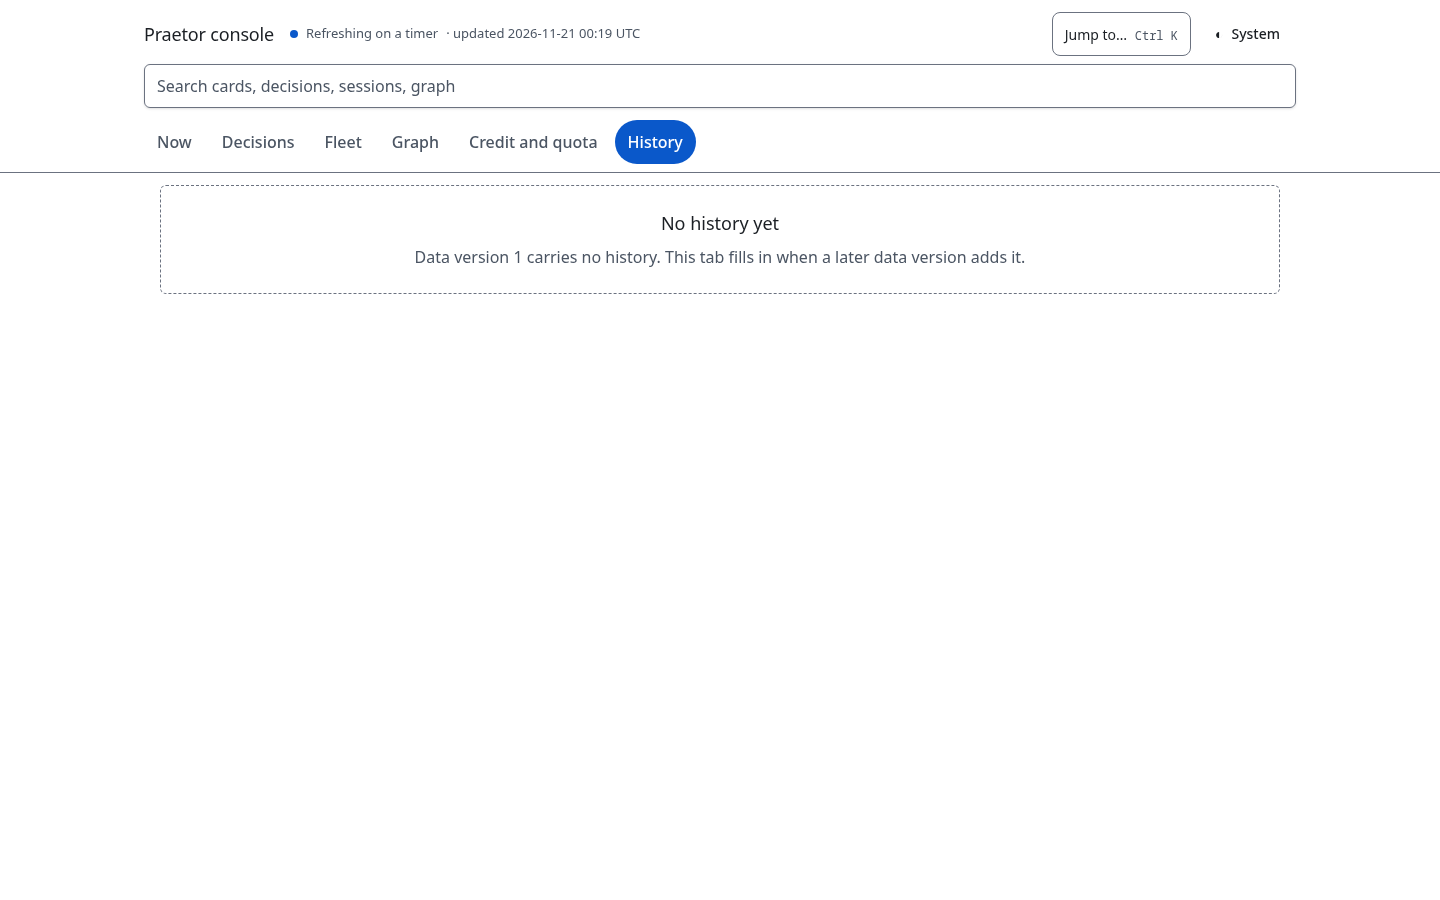 Praetor console
Refreshing on a timer · updated 2026-11-21 00:19 UTC
Jump to... Ctrl K
System
Search cards, decisions, sessions, graph
Now Decisions Fleet Graph Credit and quota History
No history yet
Data version 1 carries no history. This tab fills in when a later data version adds it.